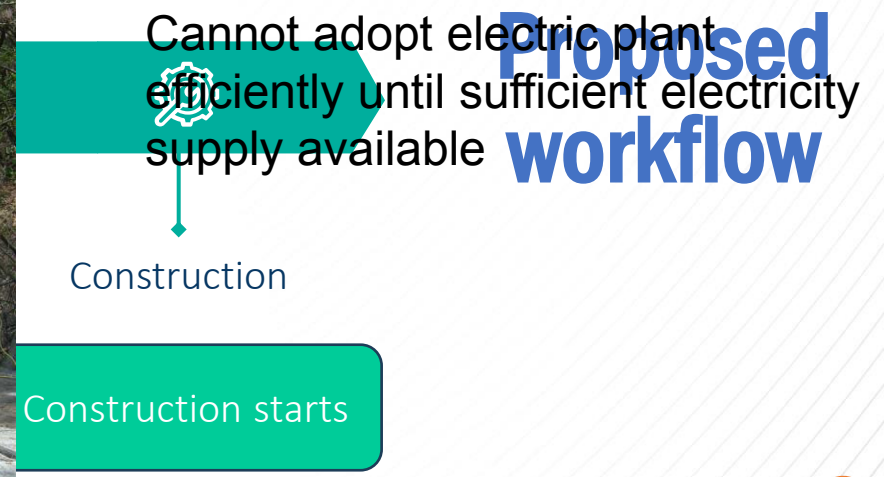 Cannot adopt electric plant
efficiently until sufficient electricity
supply available
Proposed
workflow
Construction
Construction starts